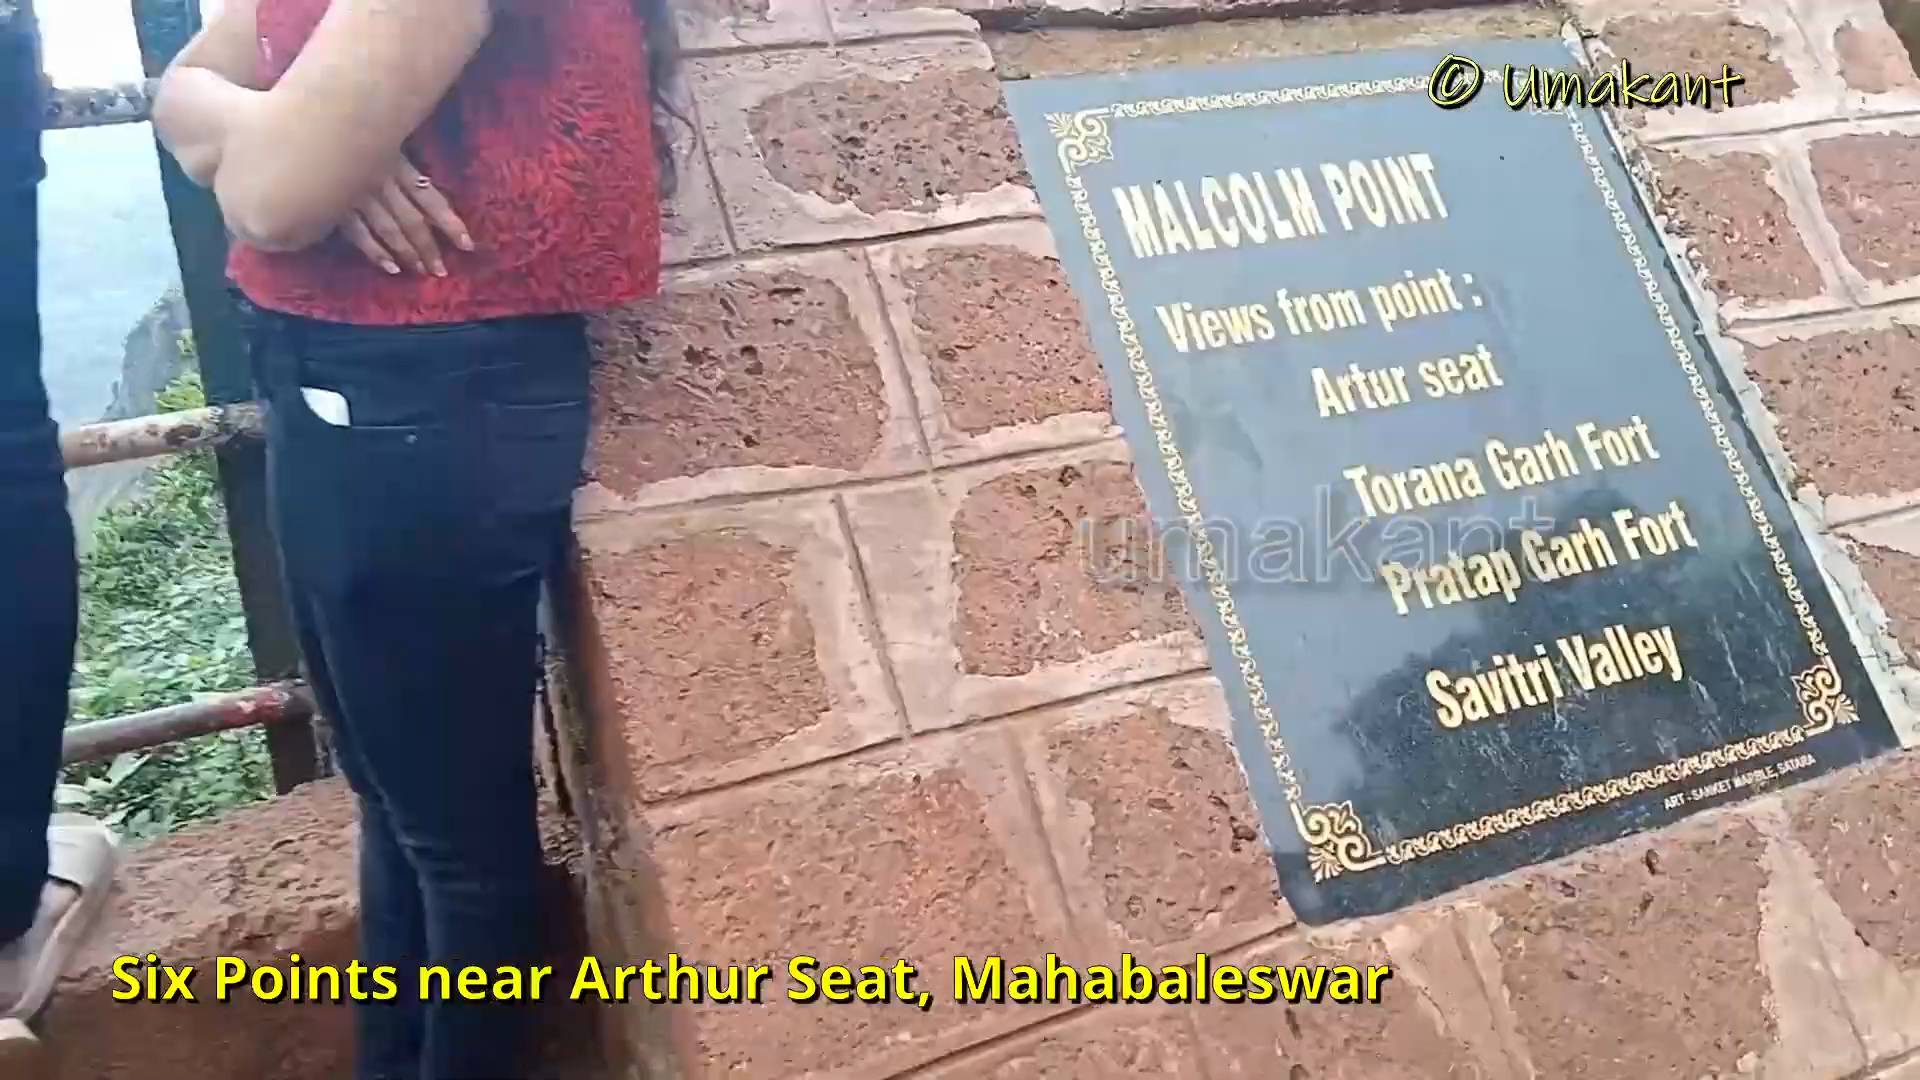 © Umakant
MALCOLM POINT
Views from point :
Artur seat
Torana Garh Fort
umakant
Pratap Garh Fort
Savitri Valley
ART - SANKET MARBLE, SATARA
Six Points near Arthur Seat, Mahabaleswar